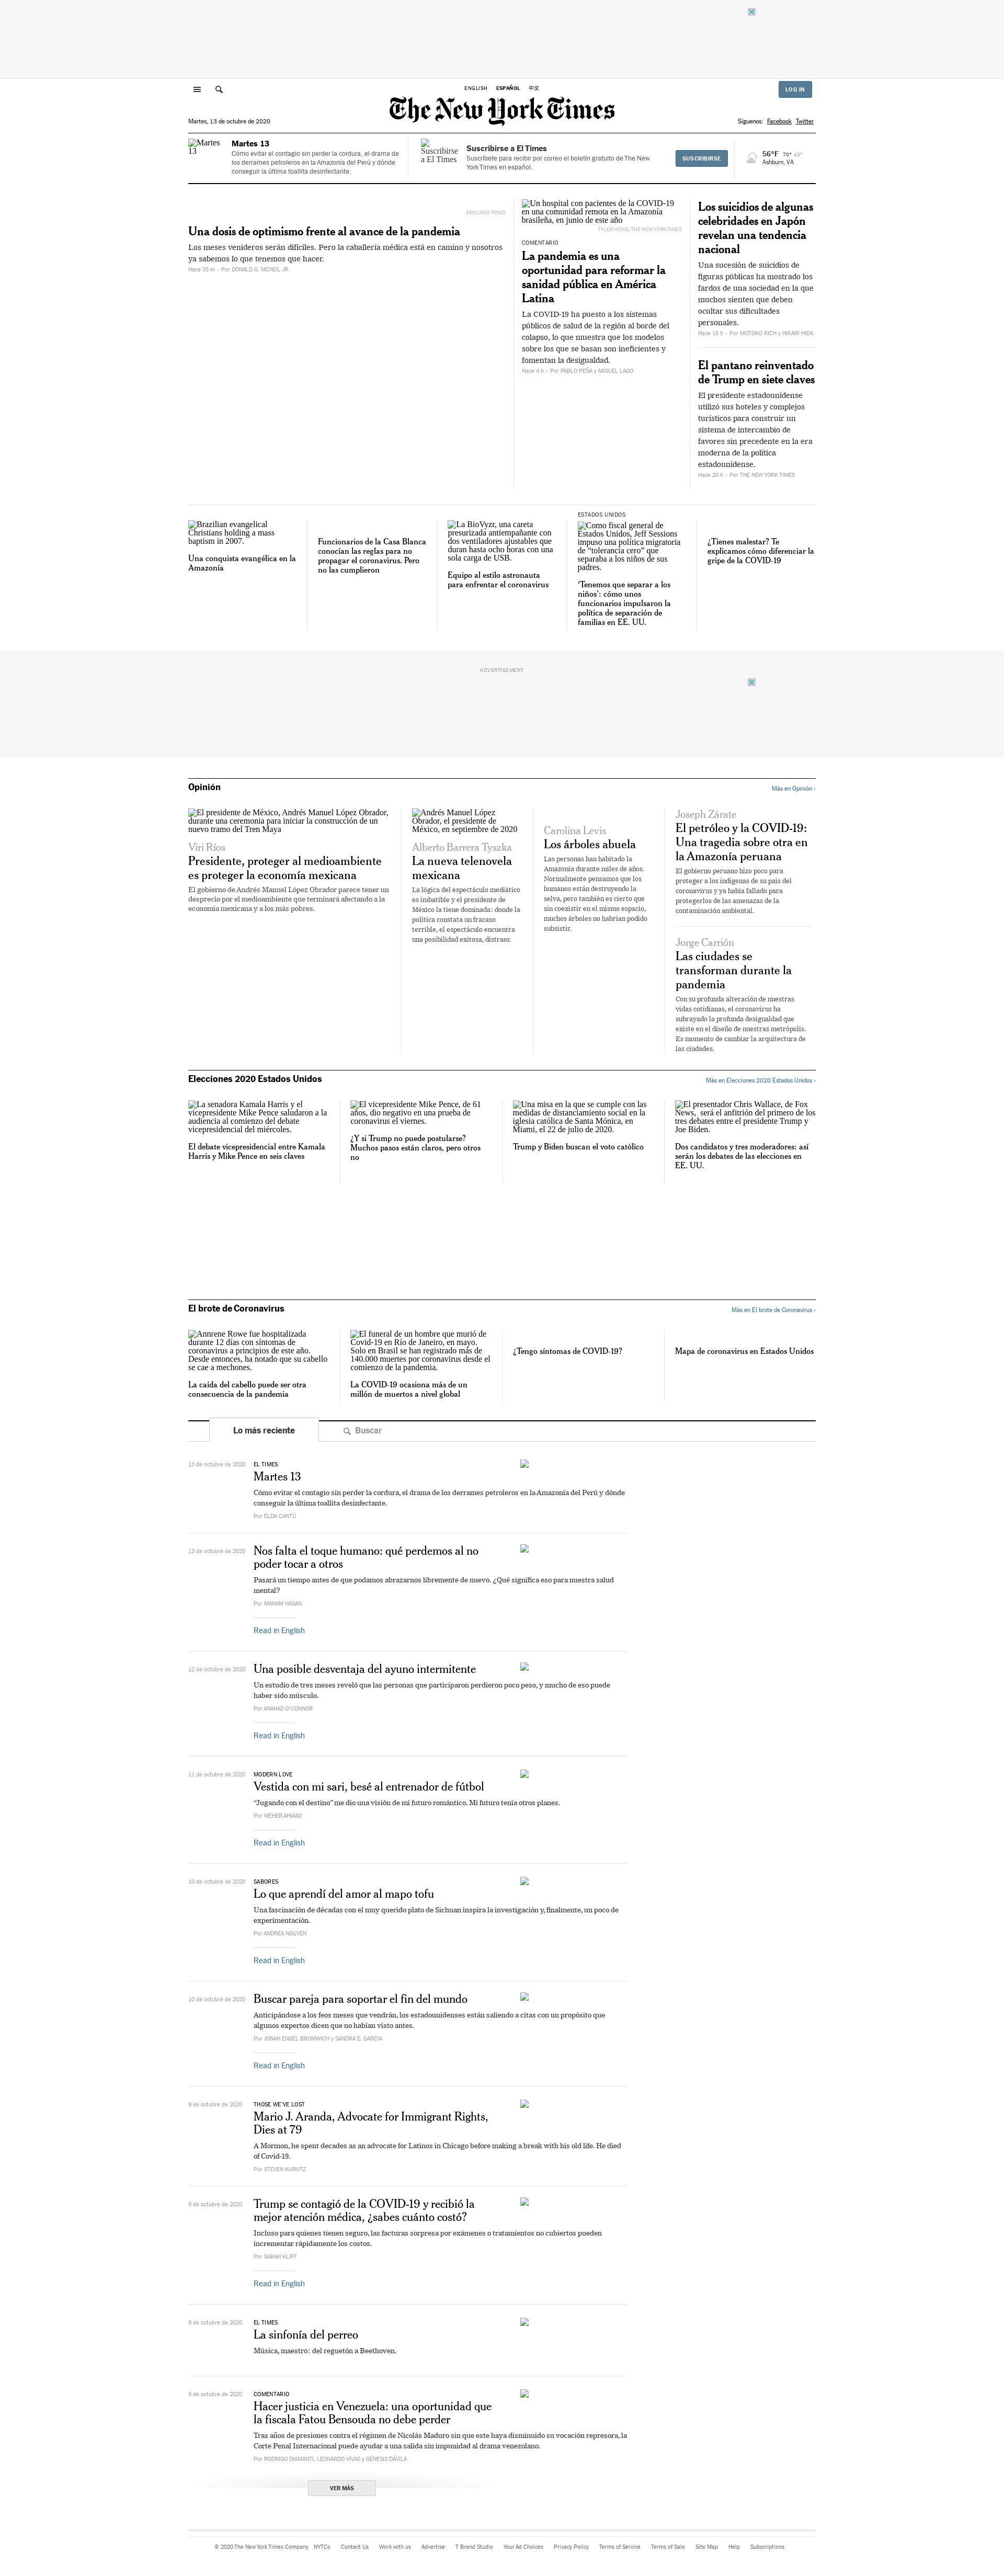 ENGLISH ESPAÑOL 中文
LOG IN
The New York Times
Martes, 13 de octubre de 2020
Síguenos: Facebook Twitter
Martes 13
Martes 13
Cómo evitar el contagio sin perder la cordura, el drama de
los derrames petroleros en la Amazonía del Perú y dónde
conseguir la última toallita desinfectante.
Suscribirse
a El Times
Suscribirse a El Times
Suscríbete para recibir por correo el boletín gratuito de The New
York Times en español.
SUSCRIBIRSE
56°F 79° 43°
Ashburn, VA
EMILIANO PONZI
Una dosis de optimismo frente al avance de la pandemia
Los meses venideros serán difíciles. Pero la caballería médica está en camino y nosotros
ya sabemos lo que tenemos que hacer.
Hace 35 m • Por DONALD G. MCNEIL JR.
Un hospital con pacientes de la COVID-19
en una comunidad remota en la Amazonía
brasileña, en junio de este año
TYLER HICKS/THE NEW YORK TIMES
COMENTARIO
La pandemia es una
oportunidad para reformar la
sanidad pública en América
Latina
La COVID-19 ha puesto a los sistemas
públicos de salud de la región al borde del
colapso, lo que muestra que los modelos
sobre los que se basan son ineficientes y
fomentan la desigualdad.
Hace 4 h • Por PABLO PEÑA y MIGUEL LAGO
Los suicidios de algunas
celebridades en Japón
revelan una tendencia
nacional
Una sucesión de suicidios de
figuras públicas ha mostrado los
fardos de una sociedad en la que
muchos sienten que deben
ocultar sus dificultades
personales.
Hace 18 h • Por MOTOKO RICH y HIKARI HIDA
El pantano reinventado
de Trump en siete claves
El presidente estadounidense
utilizó sus hoteles y complejos
turísticos para construir un
sistema de intercambio de
favores sin precedente en la era
moderna de la política
estadounidense.
Hace 20 h • Por THE NEW YORK TIMES
Brazilian evangelical
Christians holding a mass
baptism in 2007.
Una conquista evangélica en la
Amazonía
Funcionarios de la Casa Blanca
conocían las reglas para no
propagar el coronavirus. Pero
no las cumplieron
La BioVyzr, una careta
presurizada antiempañante con
dos ventiladores ajustables que
duran hasta ocho horas con una
sola carga de USB.
Equipo al estilo astronauta
para enfrentar el coronavirus
ESTADOS UNIDOS
Como fiscal general de
Estados Unidos, Jeff Sessions
impuso una política migratoria
de "tolerancia cero" que
separaba a los niños de sus
padres.
'Tenemos que separar a los
niños': cómo unos
funcionarios impulsaron la
política de separación de
familias en EE. UU.
¿Tienes malestar? Te
explicamos cómo diferenciar la
gripe de la COVID-19
ADVERTISEMENT
Opinión
Más en Opinión ›
El presidente de México, Andrés Manuel López Obrador,
durante una ceremonia para iniciar la construcción de un
nuevo tramo del Tren Maya
Viri Ríos
Presidente, proteger al medioambiente
es proteger la economía mexicana
El gobierno de Andrés Manuel López Obrador parece tener un
desprecio por el medioambiente que terminará afectando a la
economía mexicana y a los más pobres.
Andrés Manuel López
Obrador, el presidente de
México, en septiembre de 2020
Alberto Barrera Tyszka
La nueva telenovela
mexicana
La lógica del espectáculo mediático
es imbatible y el presidente de
México la tiene dominada: donde la
política constata un fracaso
terrible, el espectáculo encuentra
una posibilidad exitosa, distraer.
Carolina Levis
Los árboles abuela
Las personas han habitado la
Amazonía durante miles de años.
Normalmente pensamos que los
humanos están destruyendo la
selva, pero también es cierto que
sin coexistir en el mismo espacio,
muchos árboles no habrían podido
subsistir.
Joseph Zárate
El petróleo y la COVID-19:
Una tragedia sobre otra en
la Amazonía peruana
El gobierno peruano hizo poco para
proteger a los indígenas de su país del
coronavirus y ya había fallado para
protegerlos de las amenazas de la
contaminación ambiental.
Jorge Carrión
Las ciudades se
transforman durante la
pandemia
Con su profunda alteración de nuestras
vidas cotidianas, el coronavirus ha
subrayado la profunda desigualdad que
existe en el diseño de nuestras metrópolis.
Es momento de cambiar la arquitectura de
las ciudades.
Elecciones 2020 Estados Unidos
Más en Elecciones 2020 Estados Unidos ›
La senadora Kamala Harris y el
vicepresidente Mike Pence saludaron a la
audiencia al comienzo del debate
vicepresidencial del miércoles.
El debate vicepresidencial entre Kamala
Harris y Mike Pence en seis claves
El vicepresidente Mike Pence, de 61
años, dio negativo en una prueba de
coronavirus el viernes.
¿Y si Trump no puede postularse?
Muchos pasos están claros, pero otros
no
Una misa en la que se cumple con las
medidas de distanciamiento social en la
iglesia católica de Santa Mónica, en
Miami, el 22 de julio de 2020.
Trump y Biden buscan el voto católico
El presentador Chris Wallace, de Fox
News, será el anfitrión del primero de los
tres debates entre el presidente Trump y
Joe Biden.
Dos candidatos y tres moderadores: así
serán los debates de las elecciones en
EE. UU.
El brote de Coronavirus
Más en El brote de Coronavirus ›
Annrene Rowe fue hospitalizada
durante 12 días con síntomas de
coronavirus a principios de este año.
Desde entonces, ha notado que su cabello
se cae a mechones.
La caída del cabello puede ser otra
consecuencia de la pandemia
El funeral de un hombre que murió de
Covid-19 en Río de Janeiro, en mayo.
Solo en Brasil se han registrado más de
140.000 muertes por coronavirus desde el
comienzo de la pandemia.
La COVID-19 ocasiona más de un
millón de muertos a nivel global
¿Tengo síntomas de COVID-19?
Mapa de coronavirus en Estados Unidos
Lo más reciente
Buscar
13 de octubre de 2020
EL TIMES
Martes 13
Cómo evitar el contagio sin perder la cordura, el drama de los derrames petroleros en la Amazonía del Perú y dónde
conseguir la última toallita desinfectante.
Por ELDA CANTÚ
13 de octubre de 2020
Nos falta el toque humano: qué perdemos al no
poder tocar a otros
Pasará un tiempo antes de que podamos abrazarnos libremente de nuevo. ¿Qué significa eso para nuestra salud
mental?
Por MAHAM HASAN
Read in English
12 de octubre de 2020
Una posible desventaja del ayuno intermitente
Un estudio de tres meses reveló que las personas que participaron perdieron poco peso, y mucho de eso puede
haber sido músculo.
Por ANAHAD O'CONNOR
Read in English
11 de octubre de 2020
MODERN LOVE
Vestida con mi sari, besé al entrenador de fútbol
"Jugando con el destino" me dio una visión de mi futuro romántico. Mi futuro tenía otros planes.
Por MEHER AHMAD
Read in English
10 de octubre de 2020
SABORES
Lo que aprendí del amor al mapo tofu
Una fascinación de décadas con el muy querido plato de Sichuan inspira la investigación y, finalmente, un poco de
experimentación.
Por ANDREA NGUYEN
Read in English
10 de octubre de 2020
Buscar pareja para soportar el fin del mundo
Anticipándose a los feos meses que vendrán, los estadounidenses están saliendo a citas con un propósito que
algunos expertos dicen que no habían visto antes.
Por JONAH ENGEL BROMWICH y SANDRA E. GARCIA
Read in English
9 de octubre de 2020
THOSE WE'VE LOST
Mario J. Aranda, Advocate for Immigrant Rights,
Dies at 79
A Mormon, he spent decades as an advocate for Latinos in Chicago before making a break with his old life. He died
of Covid-19.
Por STEVEN KURUTZ
9 de octubre de 2020
Trump se contagió de la COVID-19 y recibió la
mejor atención médica, ¿sabes cuánto costó?
Incluso para quienes tienen seguro, las facturas sorpresa por exámenes o tratamientos no cubiertos pueden
incrementar rápidamente los costos.
Por SARAH KLIFF
Read in English
9 de octubre de 2020
EL TIMES
La sinfonía del perreo
Música, maestro: del reguetón a Beethoven.
9 de octubre de 2020
COMENTARIO
Hacer justicia en Venezuela: una oportunidad que
la fiscala Fatou Bensouda no debe perder
Tras años de presiones contra el régimen de Nicolás Maduro sin que este haya disminuido su vocación represora, la
Corte Penal Internacional puede ayudar a una salida sin impunidad al drama venezolano.
Por RODRIGO DIAMANTI, LEONARDO VIVAS y GÉNESIS DÁVILA
VER MÁS
© 2020 The New York Times Company NYTCo Contact Us Work with us Advertise T Brand Studio Your Ad Choices Privacy Policy Terms of Service Terms of Sale Site Map Help Subscriptions